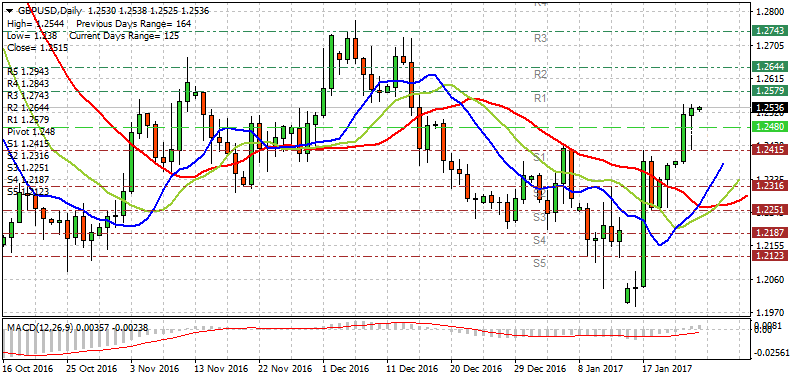 GBPUSD,Daily 1.2530 1.2538 1.2525 1.2536
High= 1.2544 Previous Days Range= 164
Low= 1.238 Current Days Range= 125
Close= 1.2515
R5 1.2943
R4 1.2843
R3 1.2743
R2 1.2644
R1 1.2579
Pivot 1.248
S1 1.2415
S2 1.2316
S3 1.2251
S4 1.2187
S5 1.2123
R4
R3
R2
R1
S1
S2
S3
S4
S5
1.2800
1.2743
1.2705
1.2644
1.2615
1.2579
1.2536
1.2480
1.2415
1.2316
1.2251
1.2187
1.2155
1.2123
1.2060
1.1970
MACD(12,26,9) 0.00357 -0.00238
0.0081
-0.02561
16 Oct 2016 25 Oct 2016 3 Nov 2016 13 Nov 2016 22 Nov 2016 1 Dec 2016 11 Dec 2016 20 Dec 2016 29 Dec 2016 8 Jan 2017 17 Jan 2017